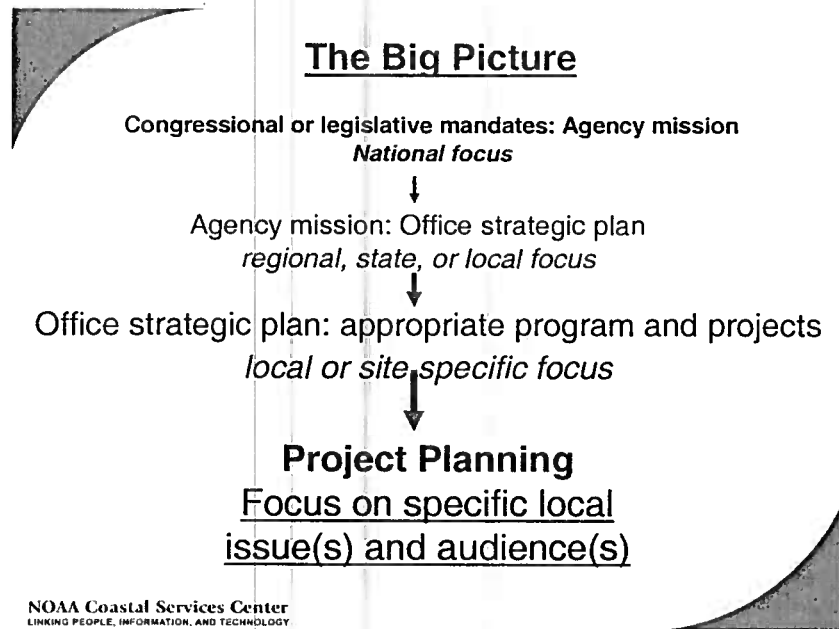 The Big Picture
Congressional or legislative mandates: Agency mission
National focus
Agency mission: Office strategic plan
regional, state, or local focus
Office strategic plan: appropriate program and projects
local or site specific focus
Project Planning
Focus on specific local
issue(s) and audience(s)
NOAA Coastal Services Center
LINKING PEOPLE, INFORMATION, AND TECHNOLOGY